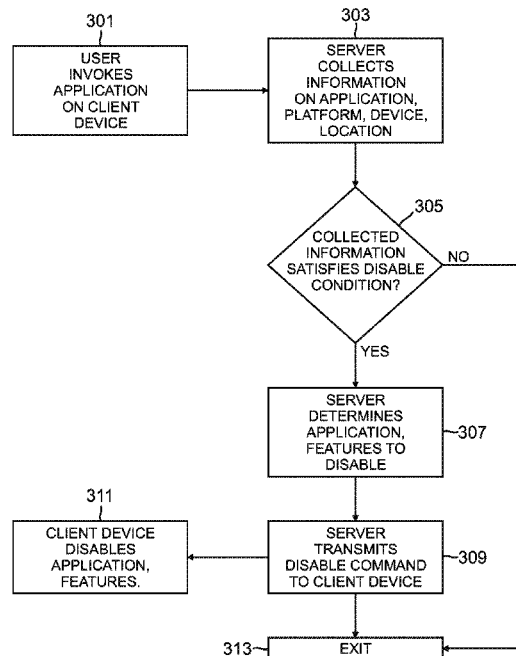 301
USER
INVOKES
APPLICATION
ON CLIENT
DEVICE
303
SERVER
COLLECTS
INFORMATION
ON APPLICATION,
PLATFORM, DEVICE,
LOCATION
305
COLLECTED
INFORMATION
SATISFIES DISABLE
CONDITION?
NO
YES
SERVER
DETERMINES
APPLICATION,
FEATURES TO
DISABLE
307
311
CLIENT DEVICE
DISABLES
APPLICATION,
FEATURES.
SERVER
TRANSMITS
DISABLE COMMAND
TO CLIENT DEVICE
309
313
EXIT